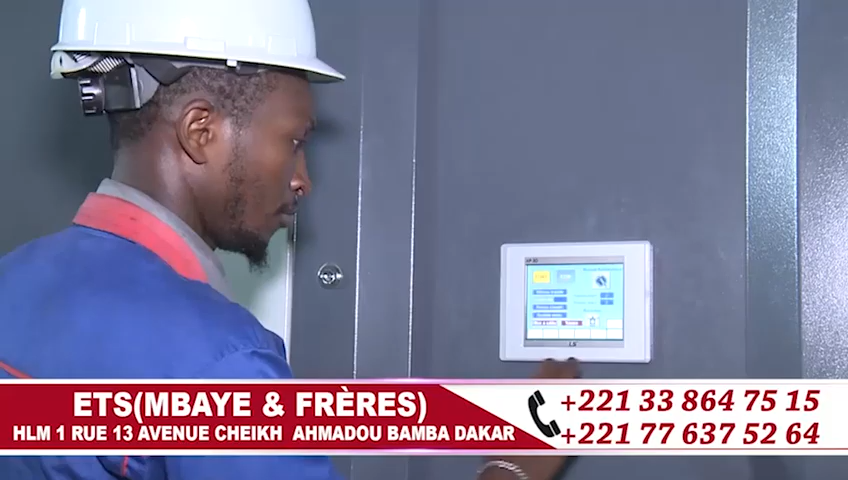 LS
ETS(MBAYE & FRÈRES)
HLM 1 RUE 13 AVENUE CHEIKH AHMADOU BAMBA DAKAR
+221 33 864 75 15
+221 77 637 52 64